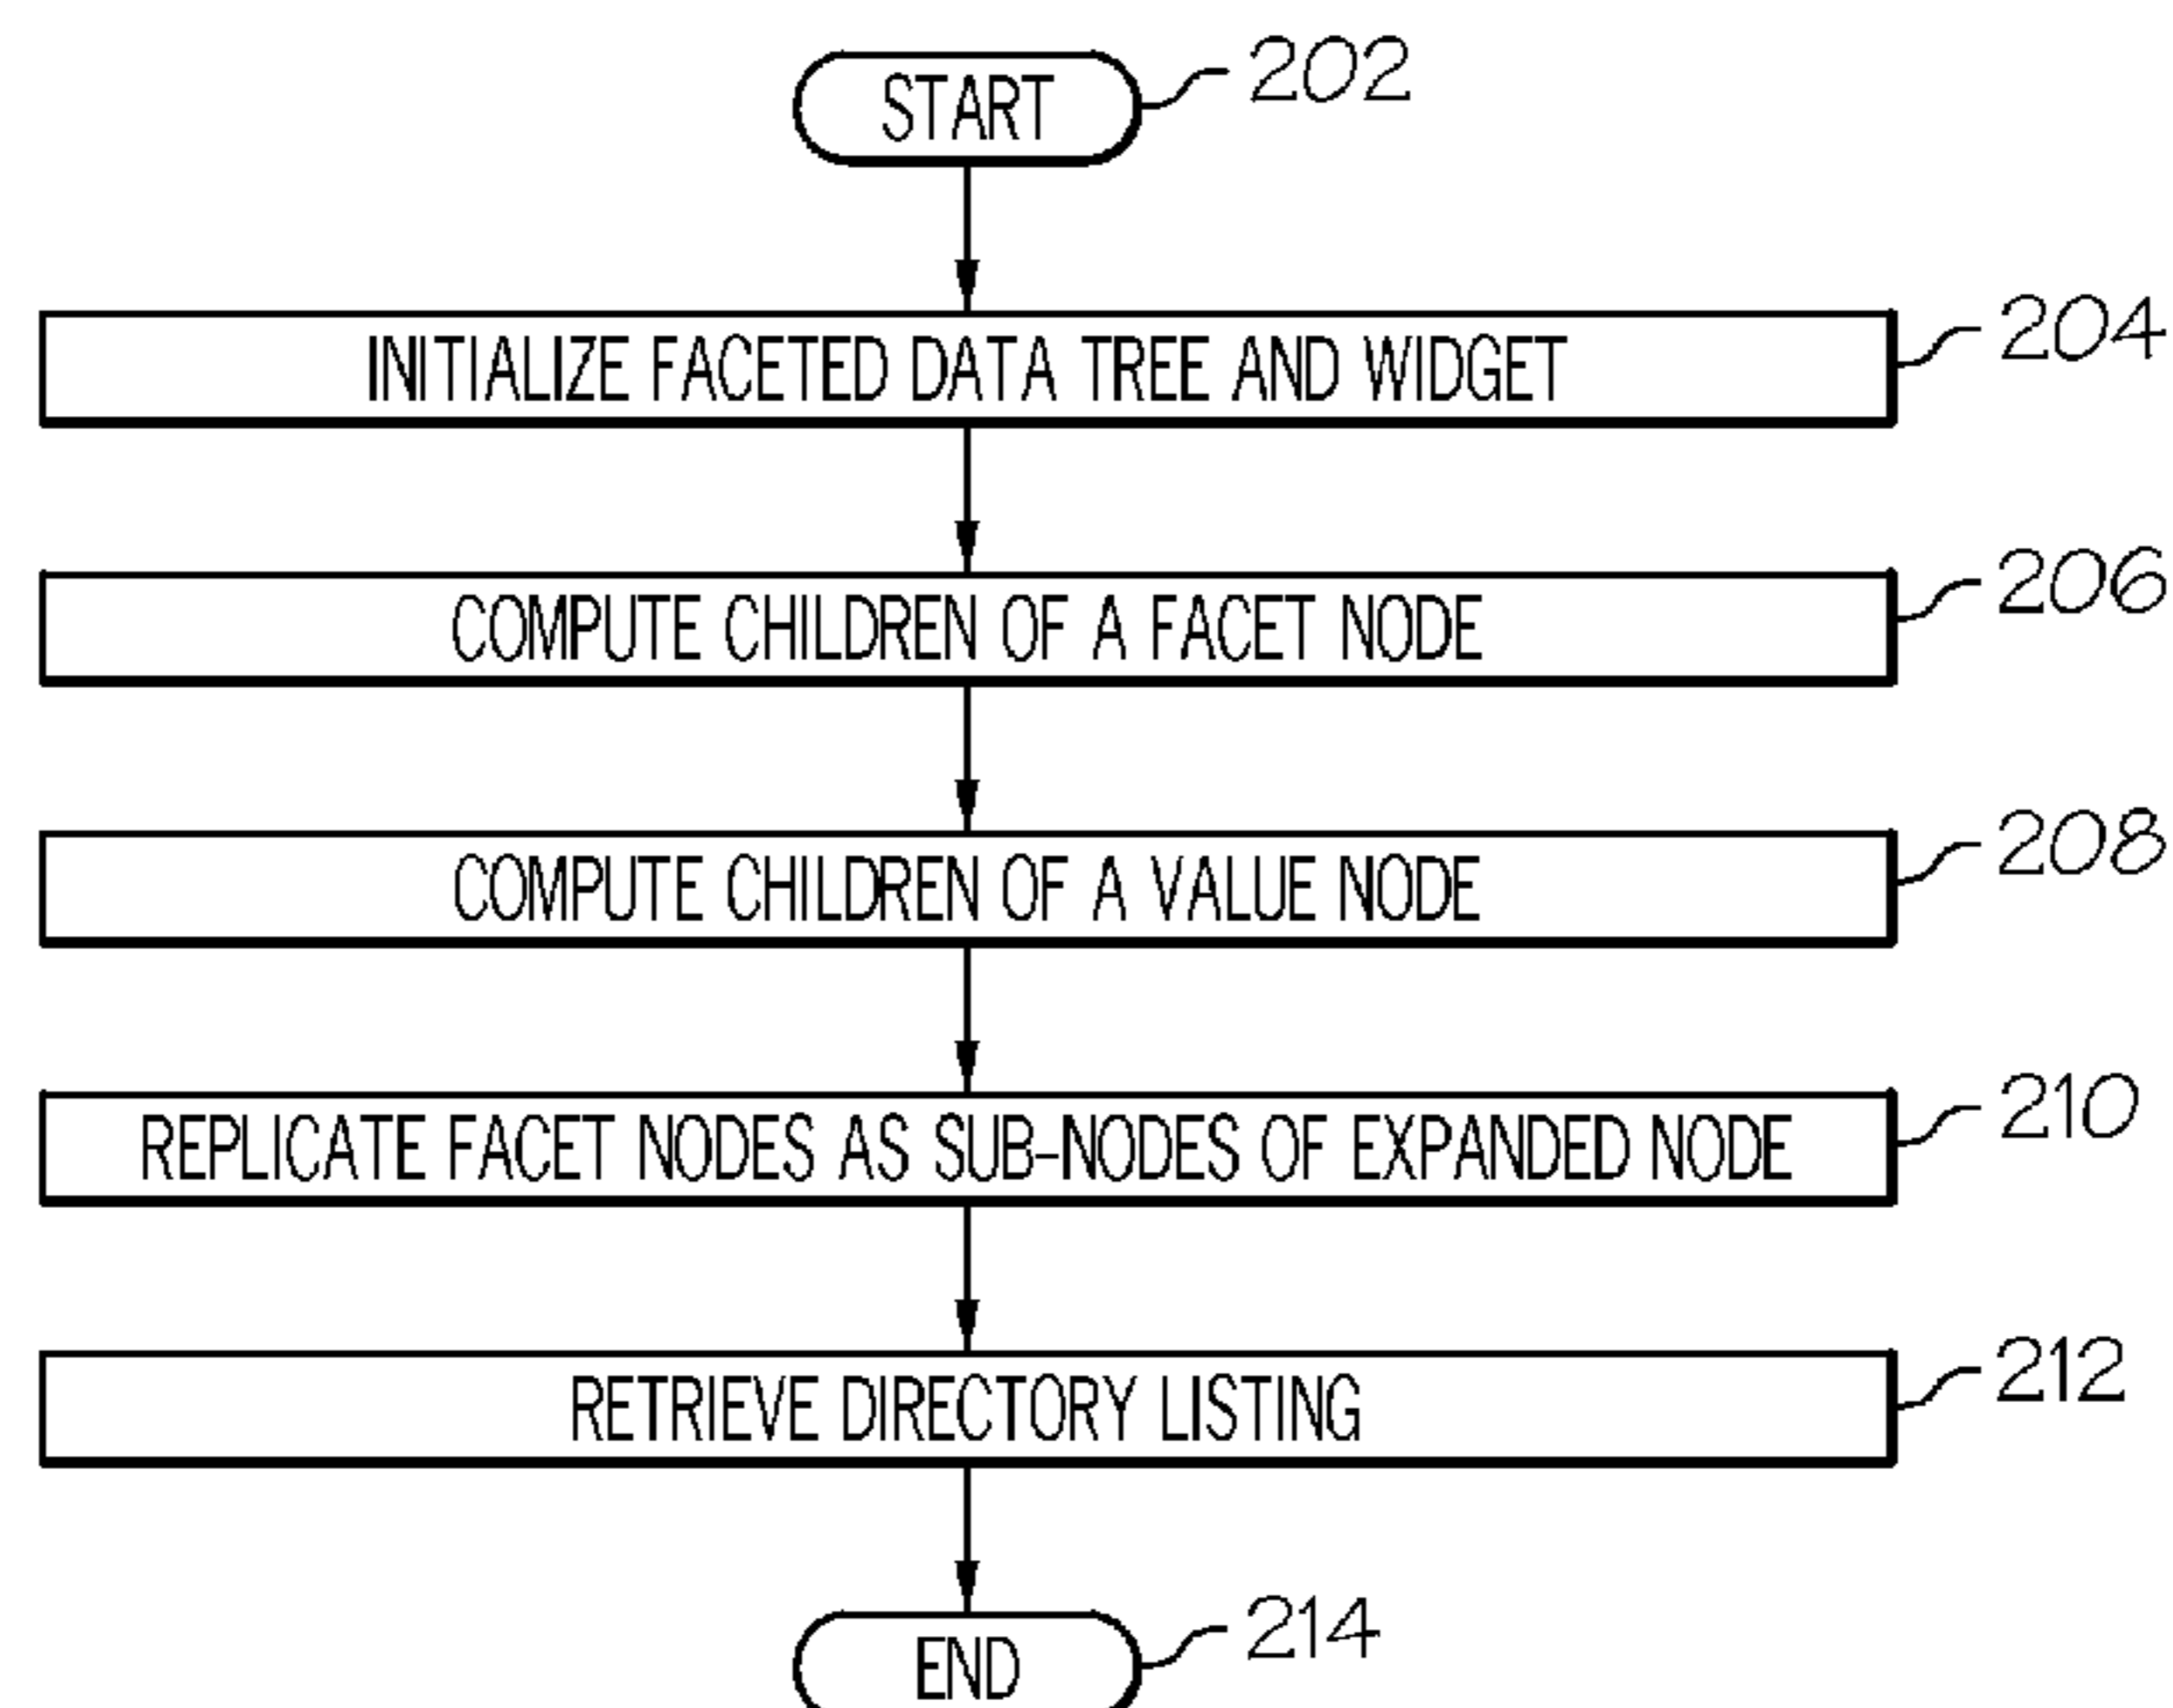 START 202
INITIALIZE FACETED DATA TREE AND WIDGET 204
COMPUTE CHILDREN OF A FACET NODE 206
COMPUTE CHILDREN OF A VALUE NODE 208
REPLICATE FACET NODES AS SUB-NODES OF EXPANDED NODE 210
RETRIEVE DIRECTORY LISTING 212
END 214